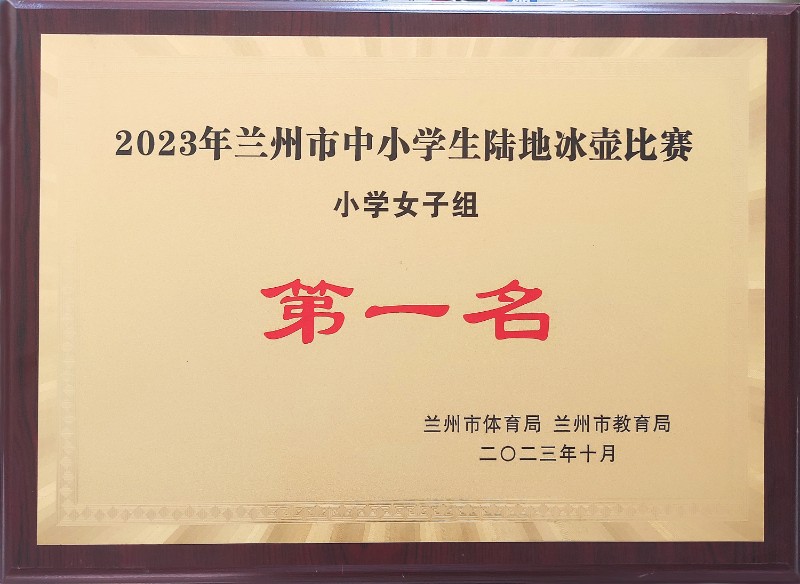 2023年兰州市中小学生陆地冰壶比赛
小学女子组
第一名
兰州市体育局 兰州市教育局
二〇二三年十月